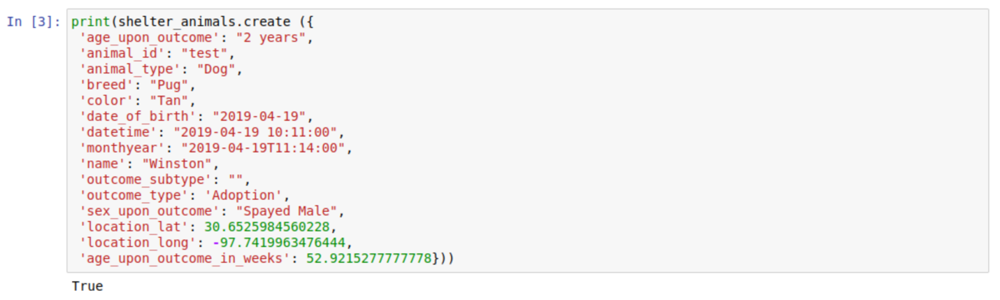 In [3]: print(shelter_animals.create ({
'age_upon_outcome': "2 years",
'animal_id': "test",
'animal_type': "Dog",
'breed': "Pug",
'color': "Tan",
'date_of_birth': "2019-04-19",
'datetime': "2019-04-19 10:11:00",
'monthyear': "2019-04-19T11:14:00",
'name': "Winston",
'outcome_subtype': "",
'outcome_type': 'Adoption',
'sex_upon_outcome': "Spayed Male",
'location_lat': 30.6525984560228,
'location_long': -97.7419963476444,
'age_upon_outcome_in_weeks': 52.9215277777778}))
True